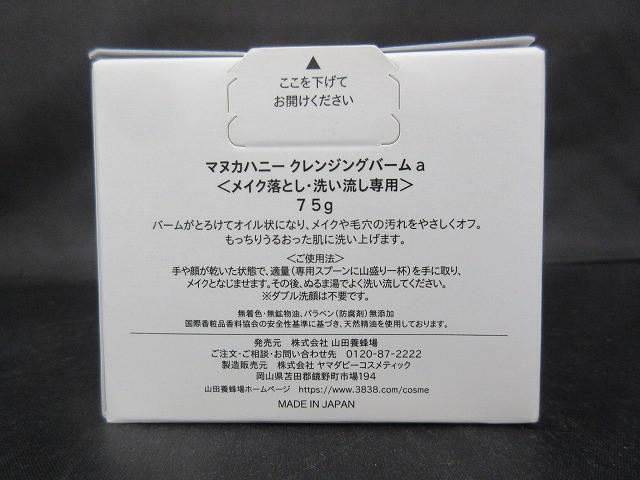 ▲
ここを下げて
お開けください
マヌカハニー クレンジングバーム a
＜メイク落とし・洗い流し専用＞
75g
バームがとろけてオイル状になり、メイクや毛穴の汚れをやさしくオフ。
もっちりうるおった肌に洗い上げます。
＜ご使用法＞
手や顔が乾いた状態で、適量（専用スプーンに山盛り一杯）を手に取り、
メイクとなじませます。その後、ぬるま湯でよく洗い流してください。
※ダブル洗顔は不要です。
無着色・無鉱物油、パラベン（防腐剤）無添加
国際香粧品香料協会の安全性基準に基づき、天然精油を使用しております。
発売元 株式会社 山田養蜂場
ご注文・ご相談・お問い合わせ先 0120-87-2222
製造販売元 株式会社 ヤマダビーコスメティック
岡山県苫田郡鏡野町市場194
山田養蜂場ホームページ https://www.3838.com/cosme
MADE IN JAPAN